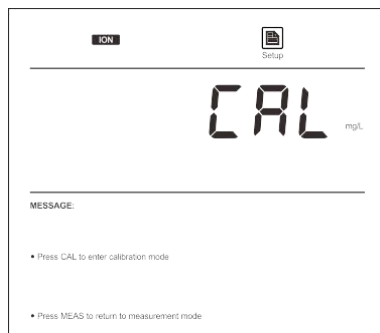 ION
Setup
CAL
mg/L
MESSAGE:
• Press CAL to enter calibration mode
• Press MEAS to return to measurement mode